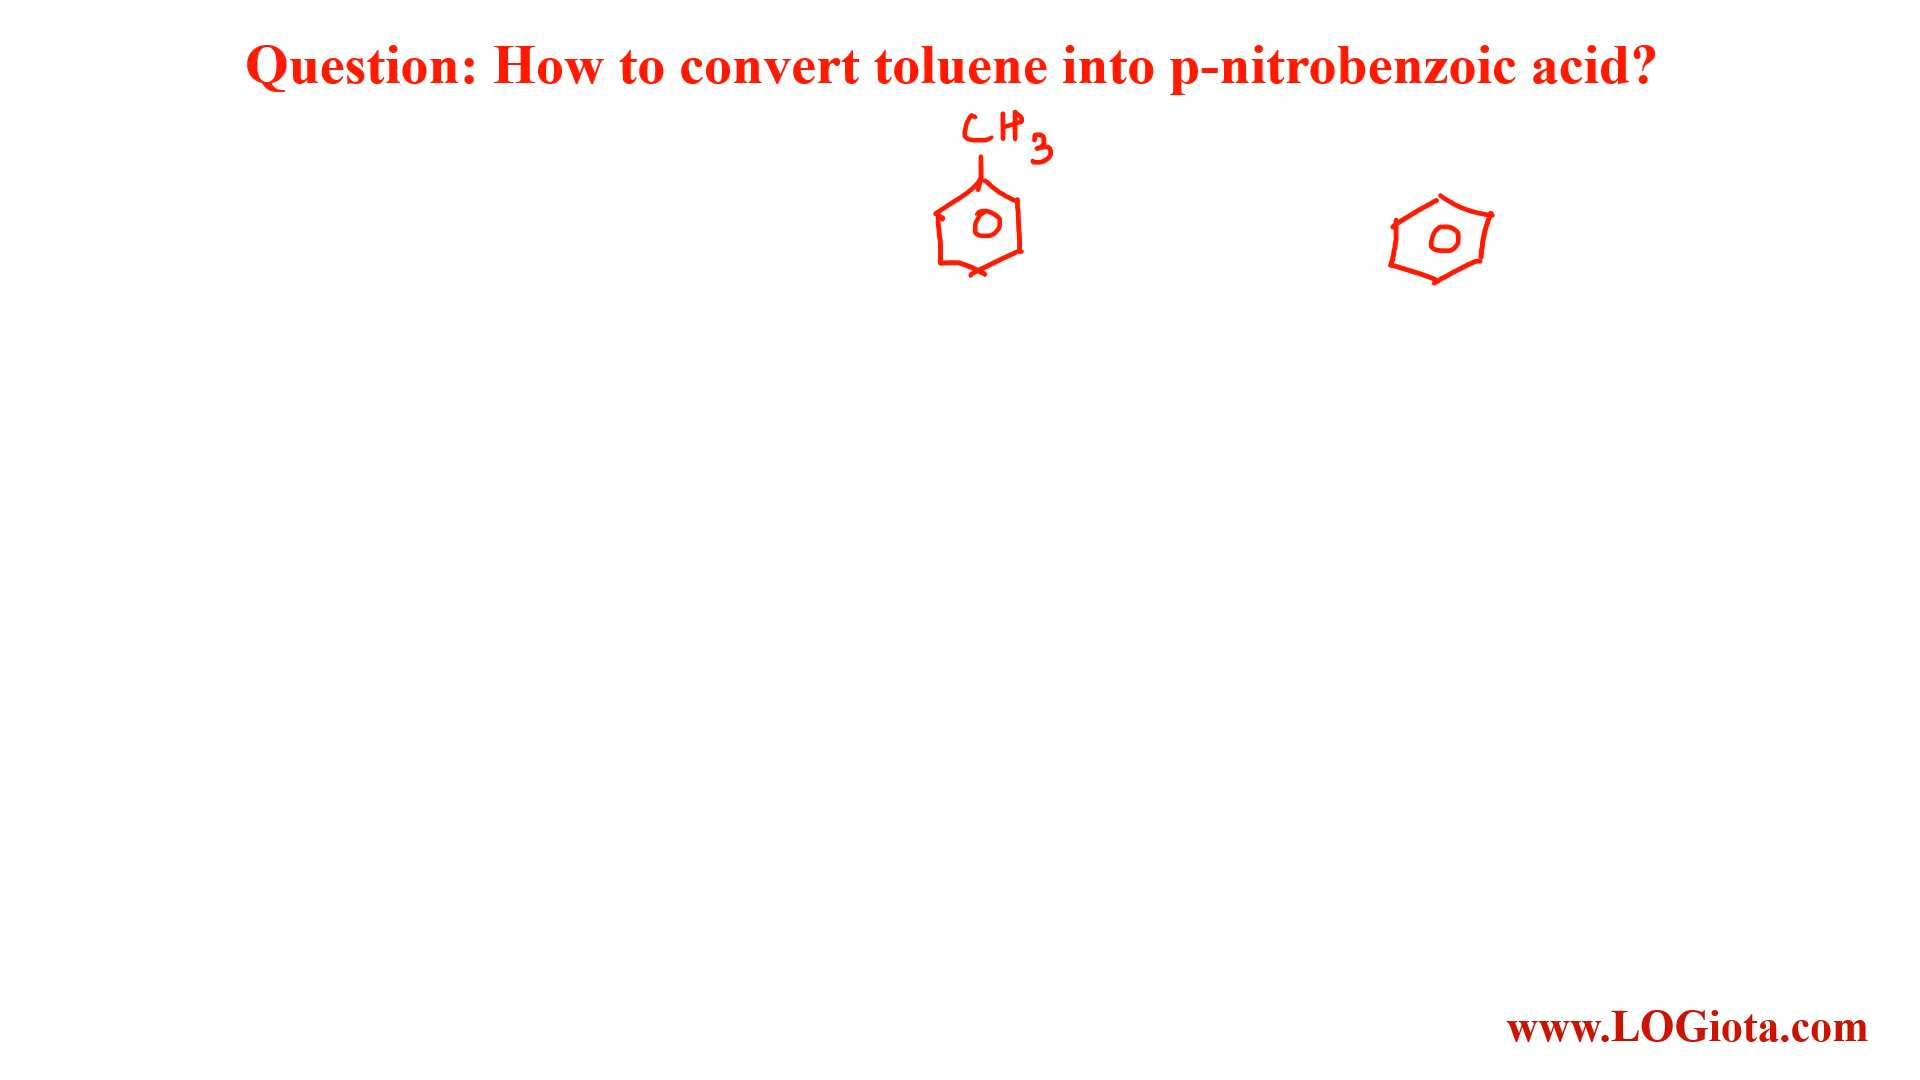 Question: How to convert toluene into p-nitrobenzoic acid?
CH3
www.LOGiota.com